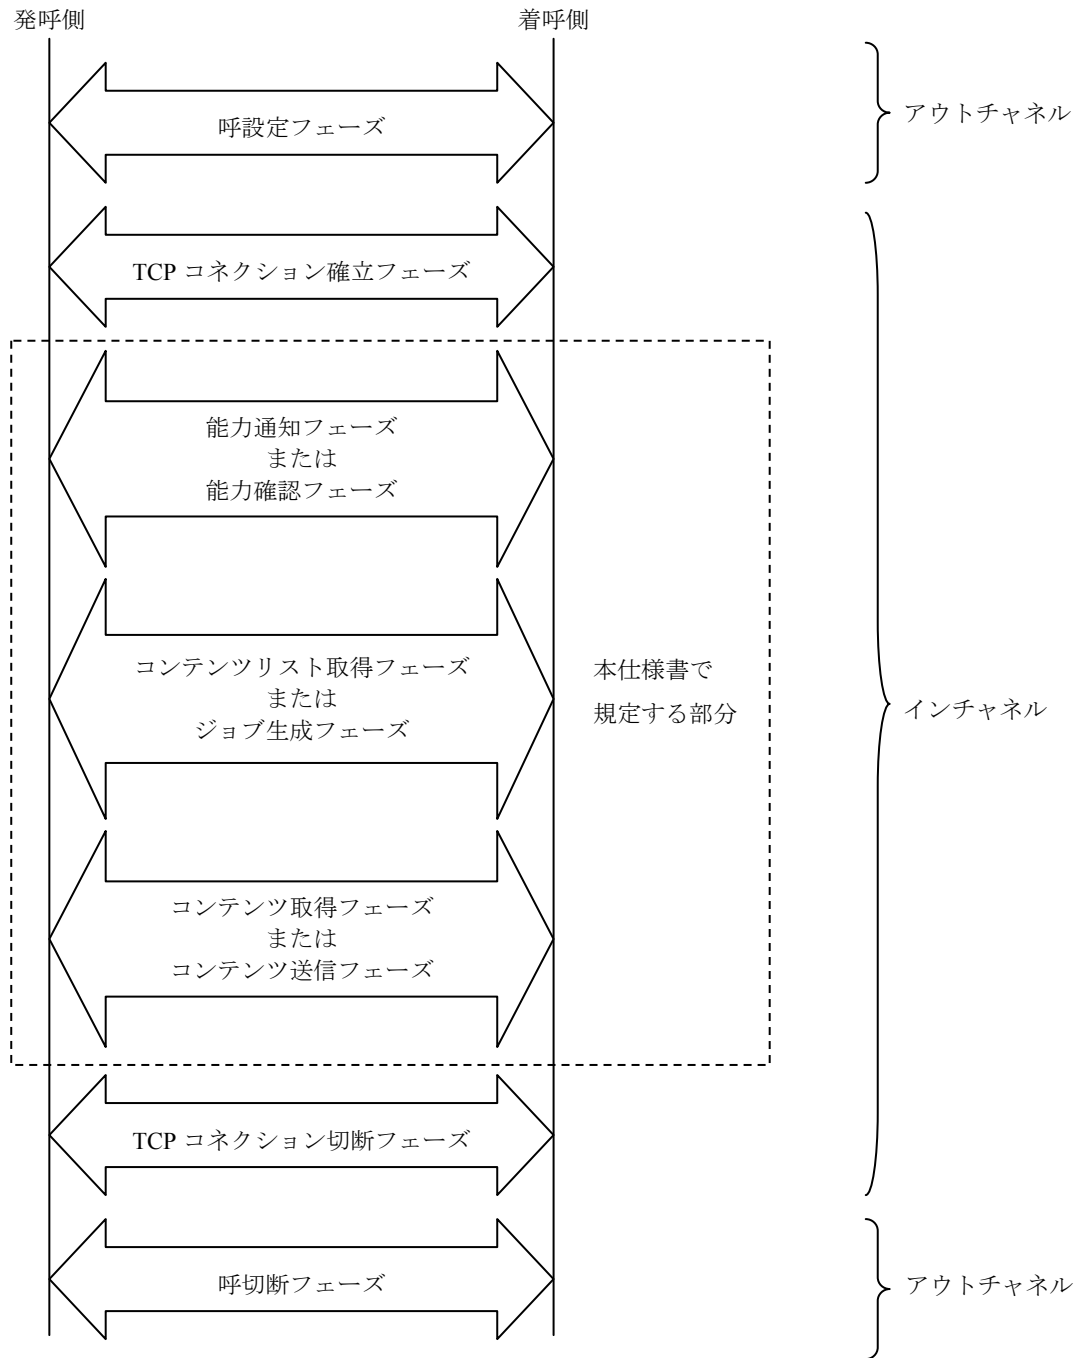 発呼側
着呼側
呼設定フェーズ
アウトチャネル
TCP コネクション確立フェーズ
能力通知フェーズ
または
能力確認フェーズ
コンテンツリスト取得フェーズ
または
ジョブ生成フェーズ
本仕様書で
規定する部分
インチャネル
コンテンツ取得フェーズ
または
コンテンツ送信フェーズ
TCP コネクション切断フェーズ
呼切断フェーズ
アウトチャネル